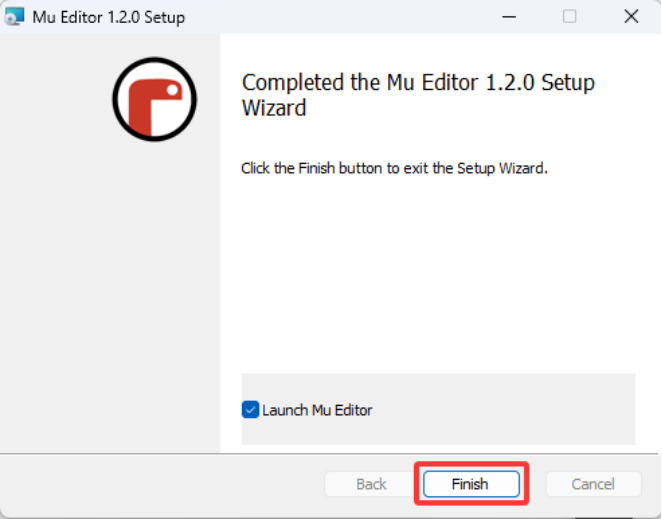 Mu Editor 1.2.0 Setup
Completed the Mu Editor 1.2.0 Setup
Wizard
Click the Finish button to exit the Setup Wizard.
Launch Mu Editor
Back
Finish
Cancel